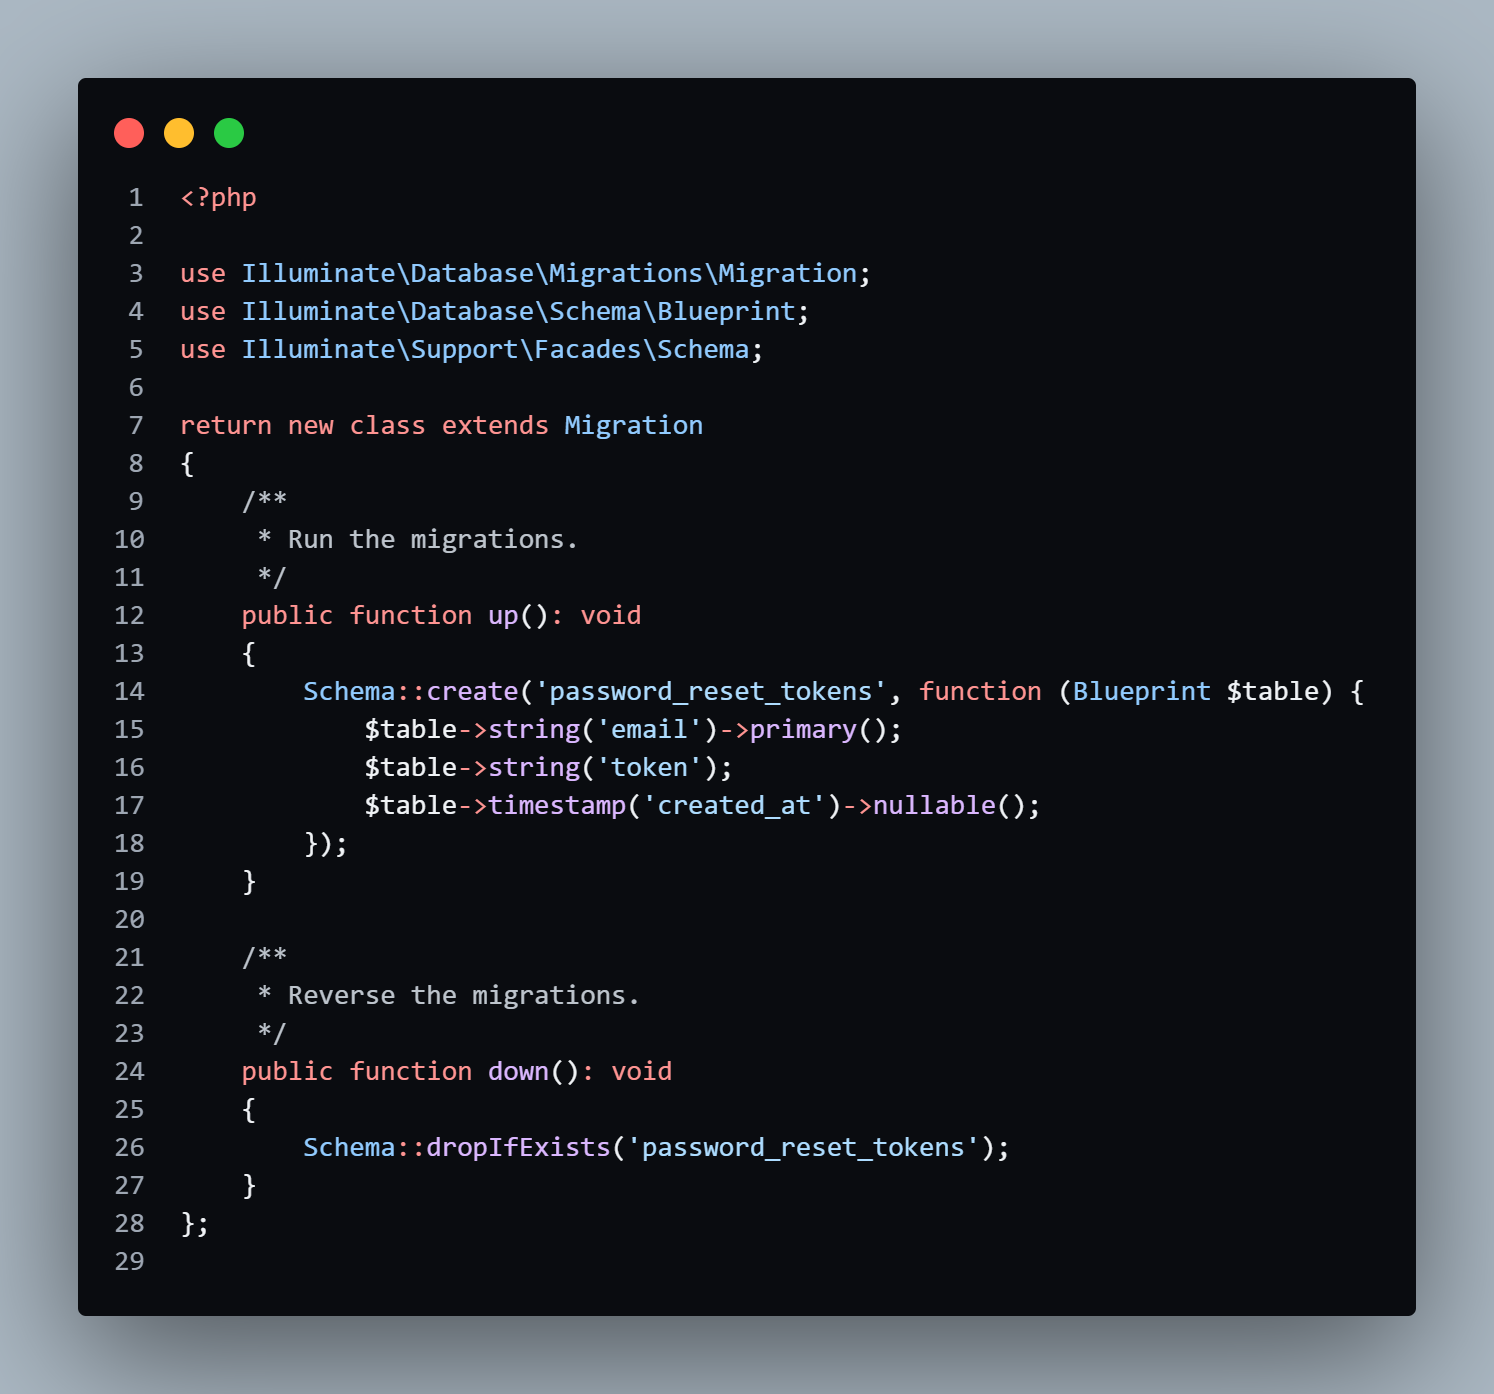 1 <?php
2
3 use Illuminate\Database\Migrations\Migration;
4 use Illuminate\Database\Schema\Blueprint;
5 use Illuminate\Support\Facades\Schema;
6
7 return new class extends Migration
8 {
9     /**
10      * Run the migrations.
11      */
12     public function up(): void
13     {
14         Schema::create('password_reset_tokens', function (Blueprint $table) {
15             $table->string('email')->primary();
16             $table->string('token');
17             $table->timestamp('created_at')->nullable();
18         });
19     }
20
21     /**
22      * Reverse the migrations.
23      */
24     public function down(): void
25     {
26         Schema::dropIfExists('password_reset_tokens');
27     }
28 };
29